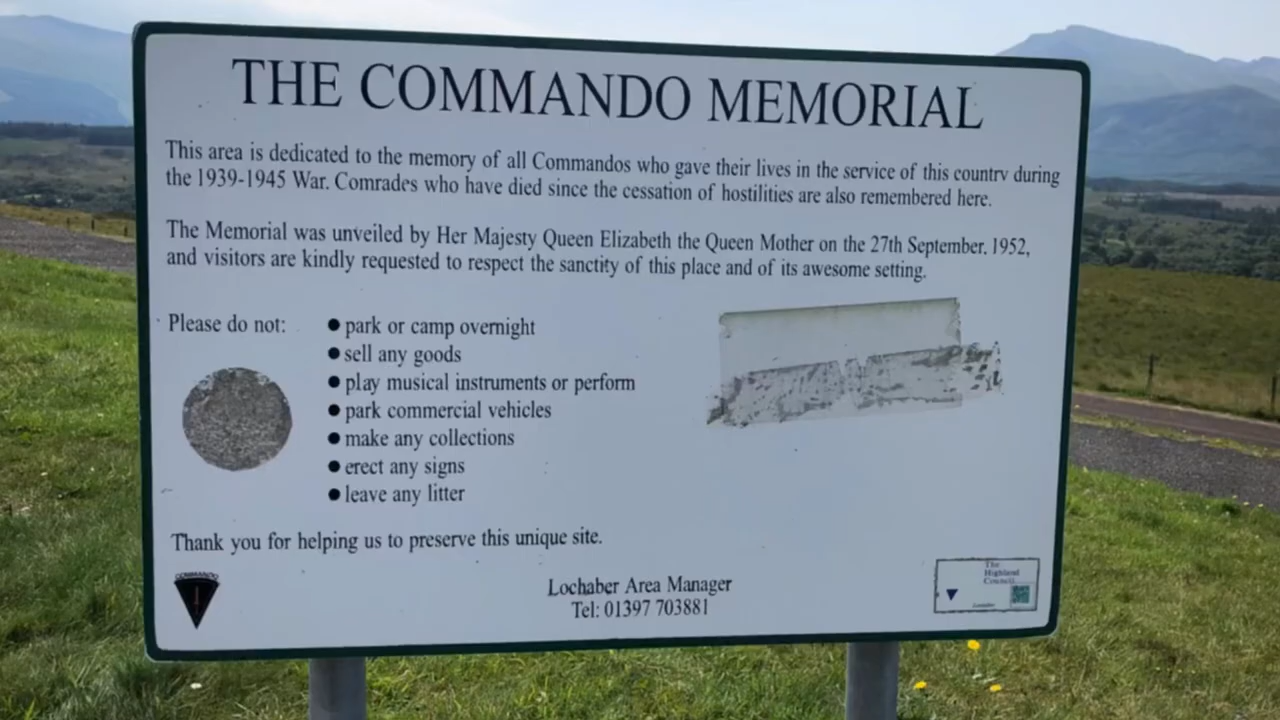 THE COMMANDO MEMORIAL
This area is dedicated to the memory of all Commandos who gave their lives in the service of this country during
the 1939-1945 War. Comrades who have died since the cessation of hostilities are also remembered here.
The Memorial was unveiled by Her Majesty Queen Elizabeth the Queen Mother on the 27th September, 1952,
and visitors are kindly requested to respect the sanctity of this place and of its awesome setting.
Please do not:
● park or camp overnight
● sell any goods
● play musical instruments or perform
● park commercial vehicles
● make any collections
● erect any signs
● leave any litter
Thank you for helping us to preserve this unique site.
COMMANDO
Lochaber Area Manager
Tel: 01397 703881
The
Highland
Council
Lochaber